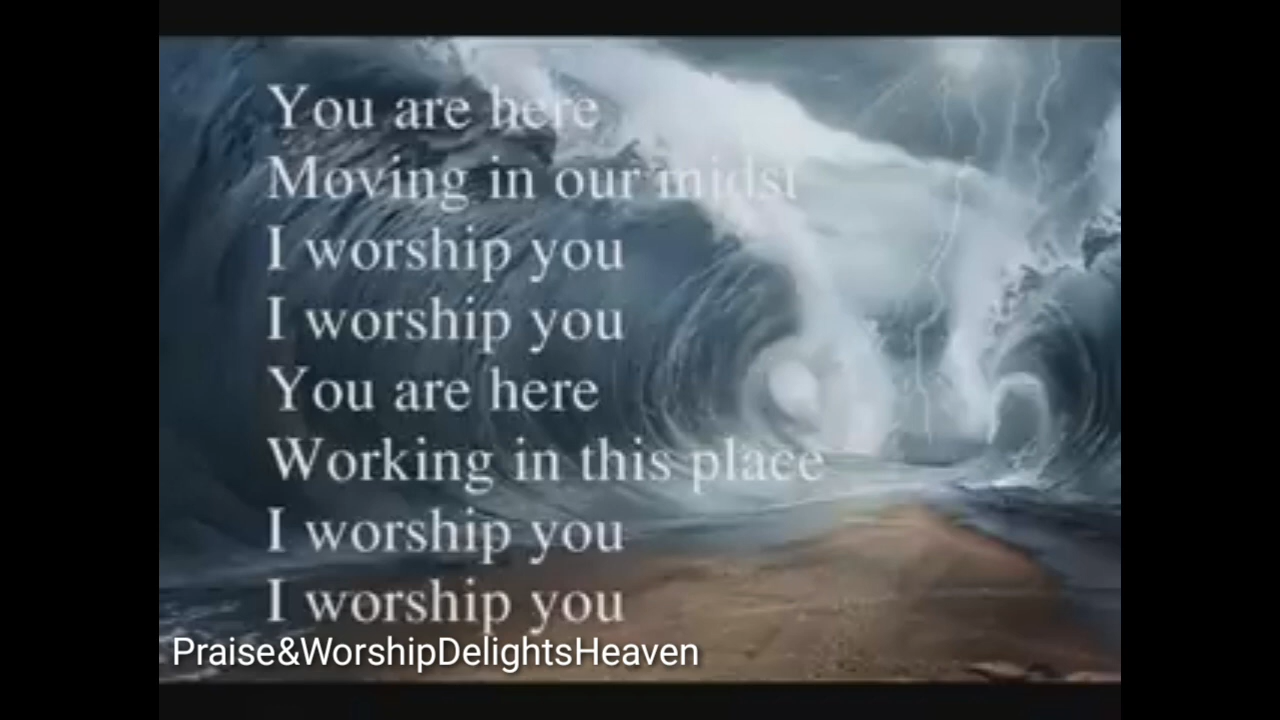 You are here
Moving in our midst
I worship you
I worship you
You are here
Working in this place
I worship you
I worship you
Praise&WorshipDelightsHeaven